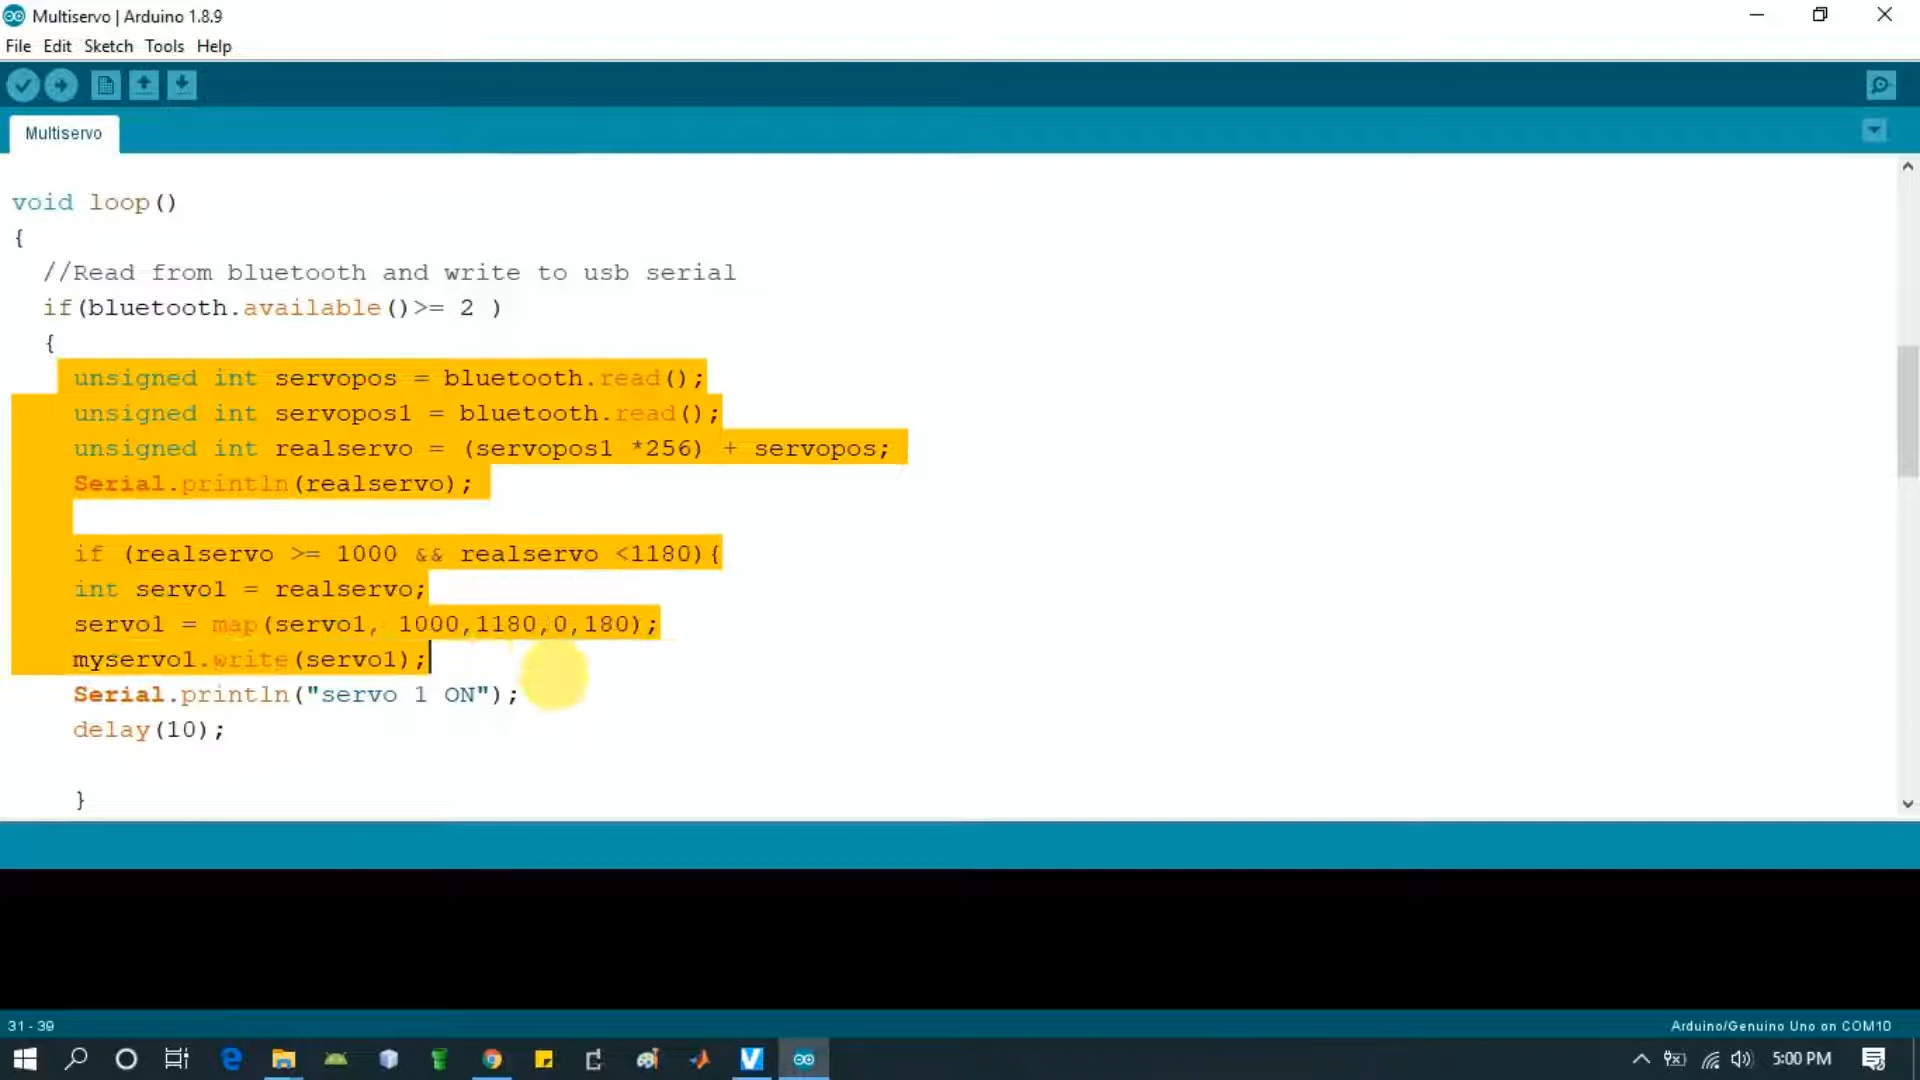 Multiservo | Arduino 1.8.9
File Edit Sketch Tools Help
Multiservo
void loop()
{
//Read from bluetooth and write to usb serial
if(bluetooth.available()>= 2 )
{
unsigned int servopos = bluetooth.read();
unsigned int servopos1 = bluetooth.read();
unsigned int realservo = (servopos1 *256) + servopos;
Serial.println(realservo);
if (realservo >= 1000 && realservo <1180){
int servo1 = realservo;
servo1 = map(servo1, 1000,1180,0,180);
myservo1.write(servo1);
Serial.println("servo 1 ON");
delay(10);
}
31 - 39
Arduino/Genuino Uno on COM10
5:00 PM